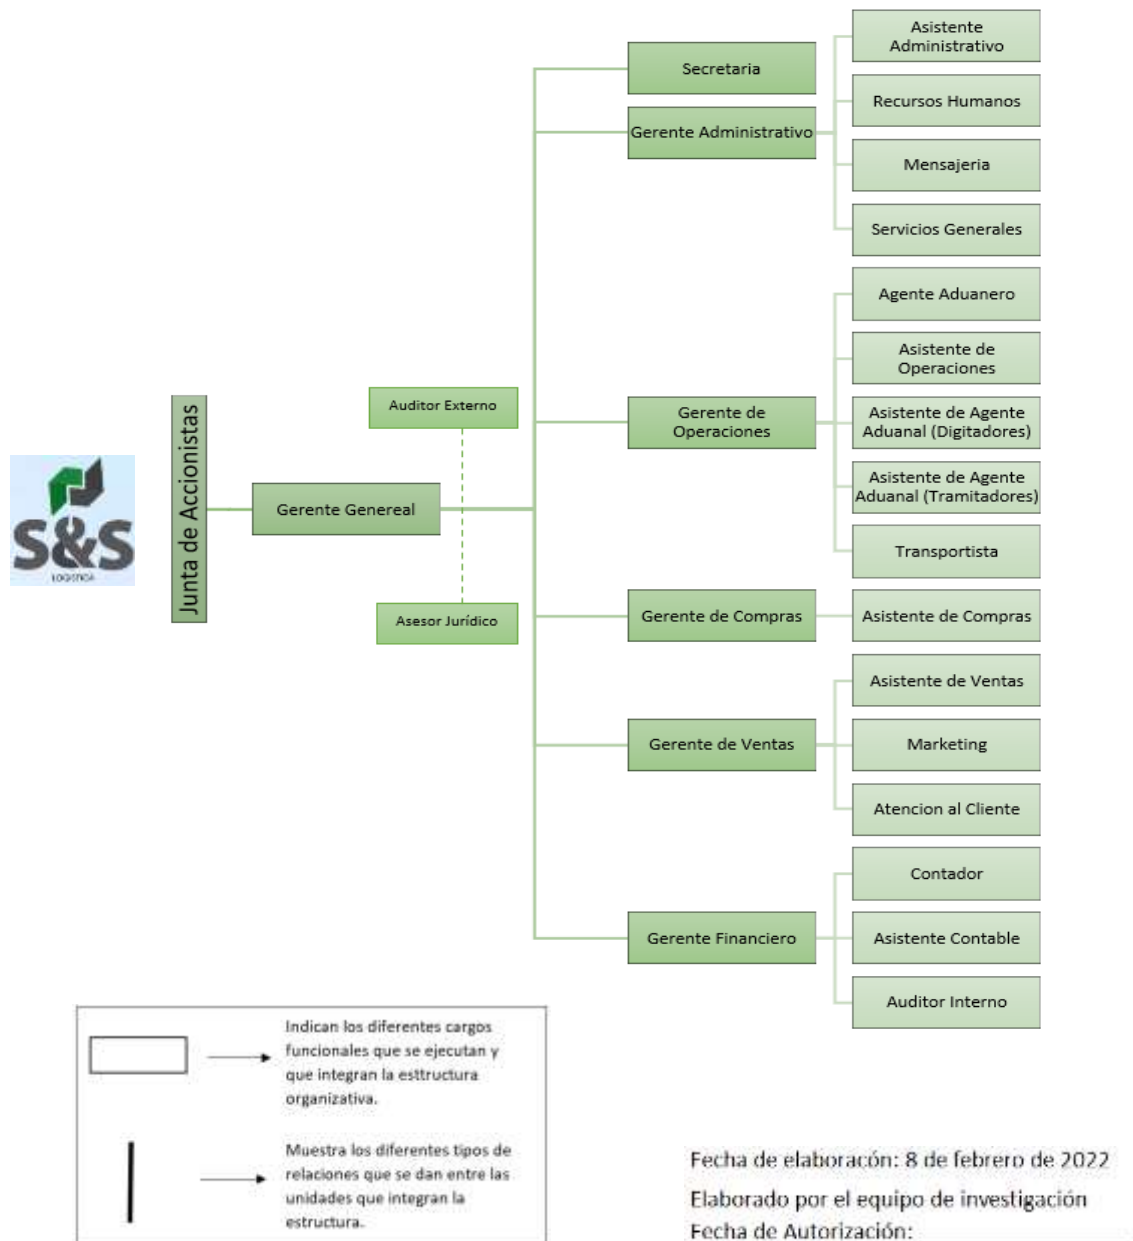 S&S
LOGISTICA
Junta de Accionistas
Gerente Genereal
Auditor Externo
Asesor Jurídico
Secretaria
Gerente Administrativo
Asistente
Administrativo
Recursos Humanos
Mensajeria
Servicios Generales
Gerente de
Operaciones
Agente Aduanero
Asistente de
Operaciones
Asistente de Agente
Aduanal (Digitadores)
Asistente de Agente
Aduanal (Tramitadores)
Transportista
Gerente de Compras
Asistente de Compras
Gerente de Ventas
Asistente de Ventas
Marketing
Atencion al Cliente
Gerente Financiero
Contador
Asistente Contable
Auditor Interno
Indican los diferentes cargos
funcionales que se ejecutan y
que integran la esttructura
organizativa.
Muestra los diferentes tipos de
relaciones que se dan entre las
unidades que integran la
estructura.
Fecha de elaboracón: 8 de febrero de 2022
Elaborado por el equipo de investigación
Fecha de Autorización: